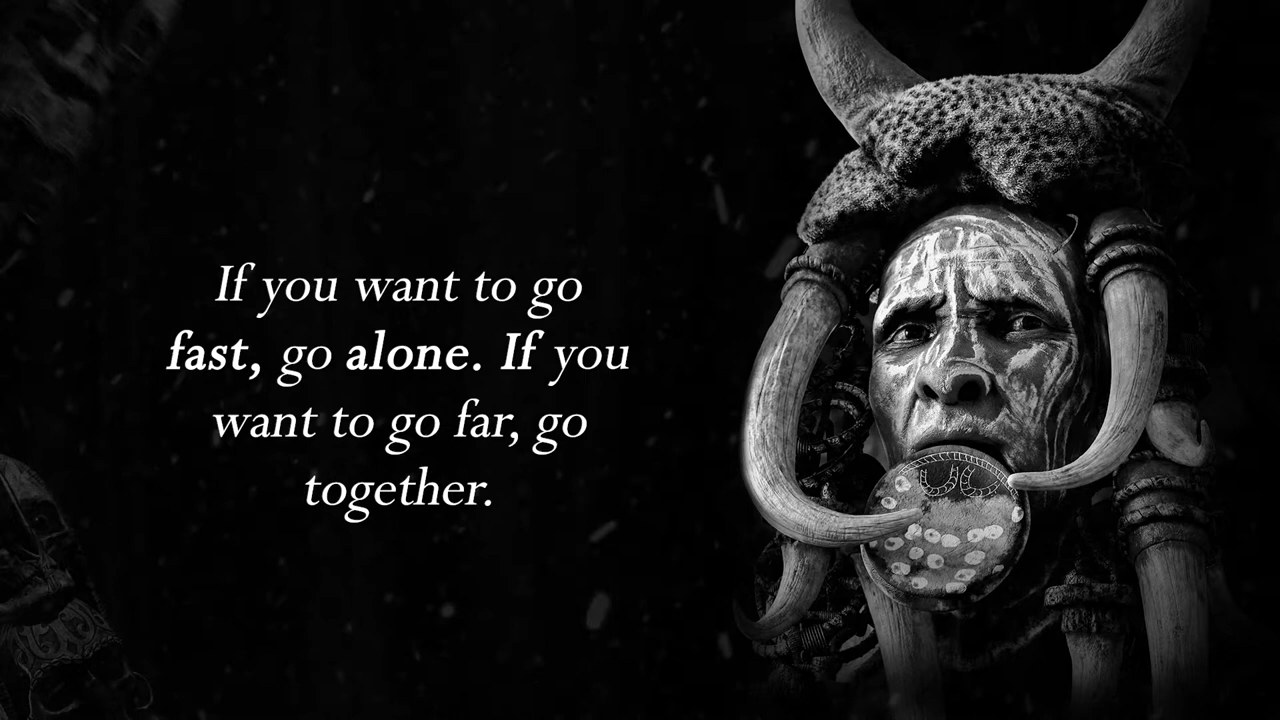 If you want to go
fast, go alone. If you
want to go far, go
together.